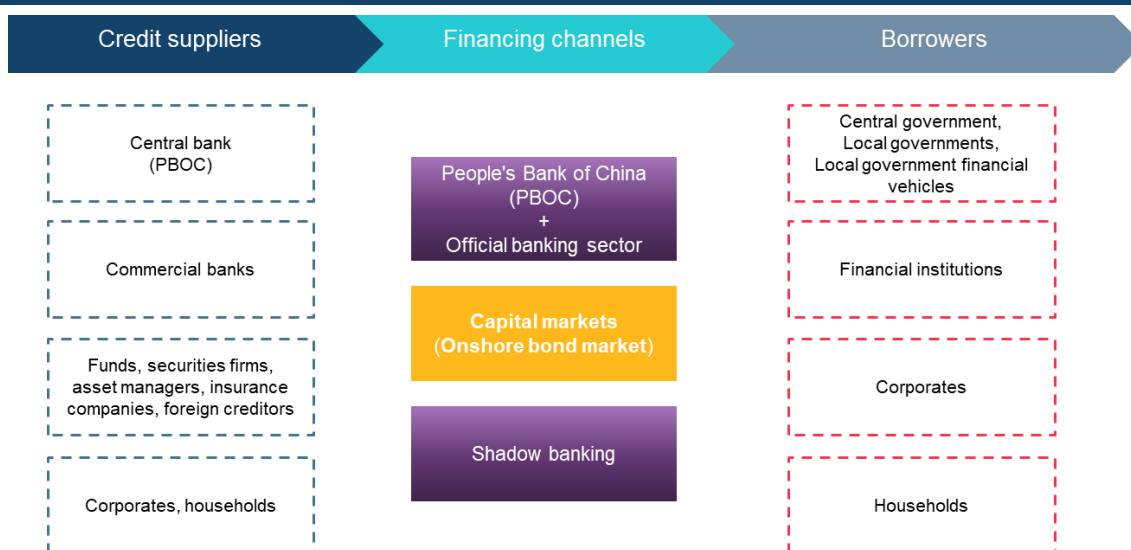 Credit suppliers
Financing channels
Borrowers
Central bank
(PBOC)
Commercial banks
Funds, securities firms,
asset managers, insurance
companies, foreign creditors
Corporates, households
People's Bank of China
(PBOC)
+
Official banking sector
Capital markets
(Onshore bond market)
Shadow banking
Central government,
Local governments,
Local government financial
vehicles
Financial institutions
Corporates
Households